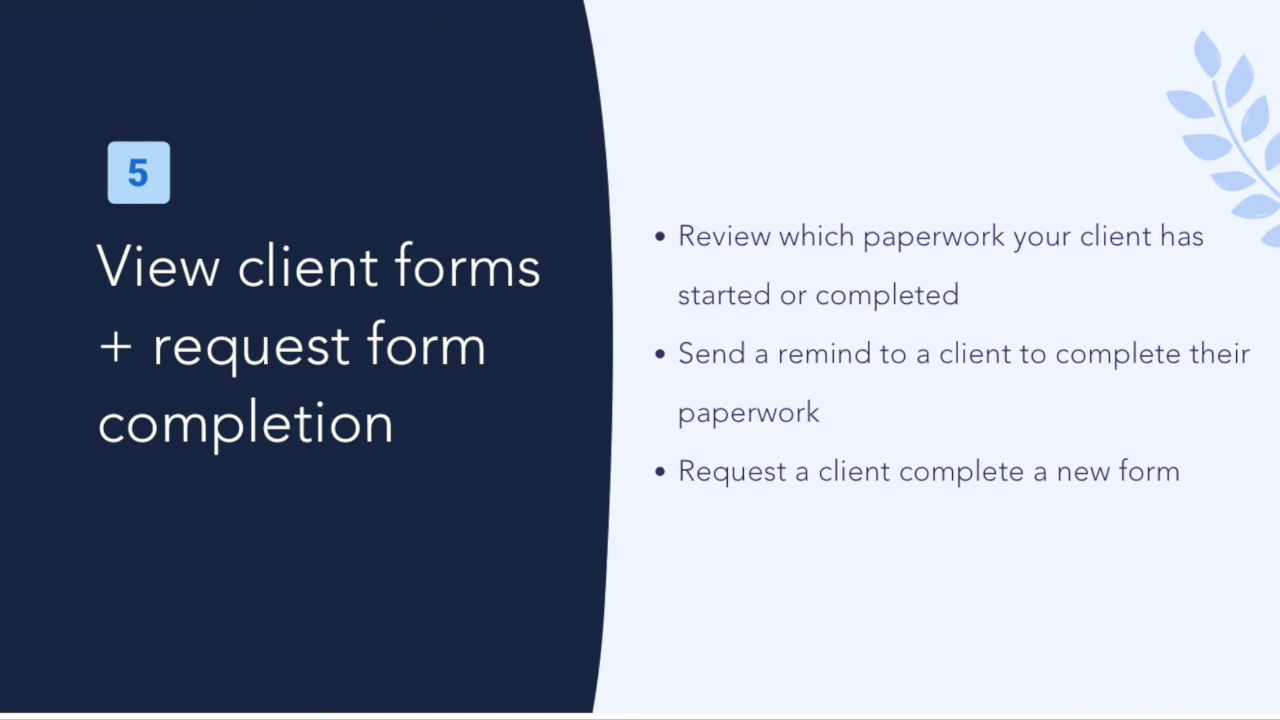 5
View client forms
+ request form
completion
• Review which paperwork your client has
started or completed
• Send a remind to a client to complete their
paperwork
• Request a client complete a new form